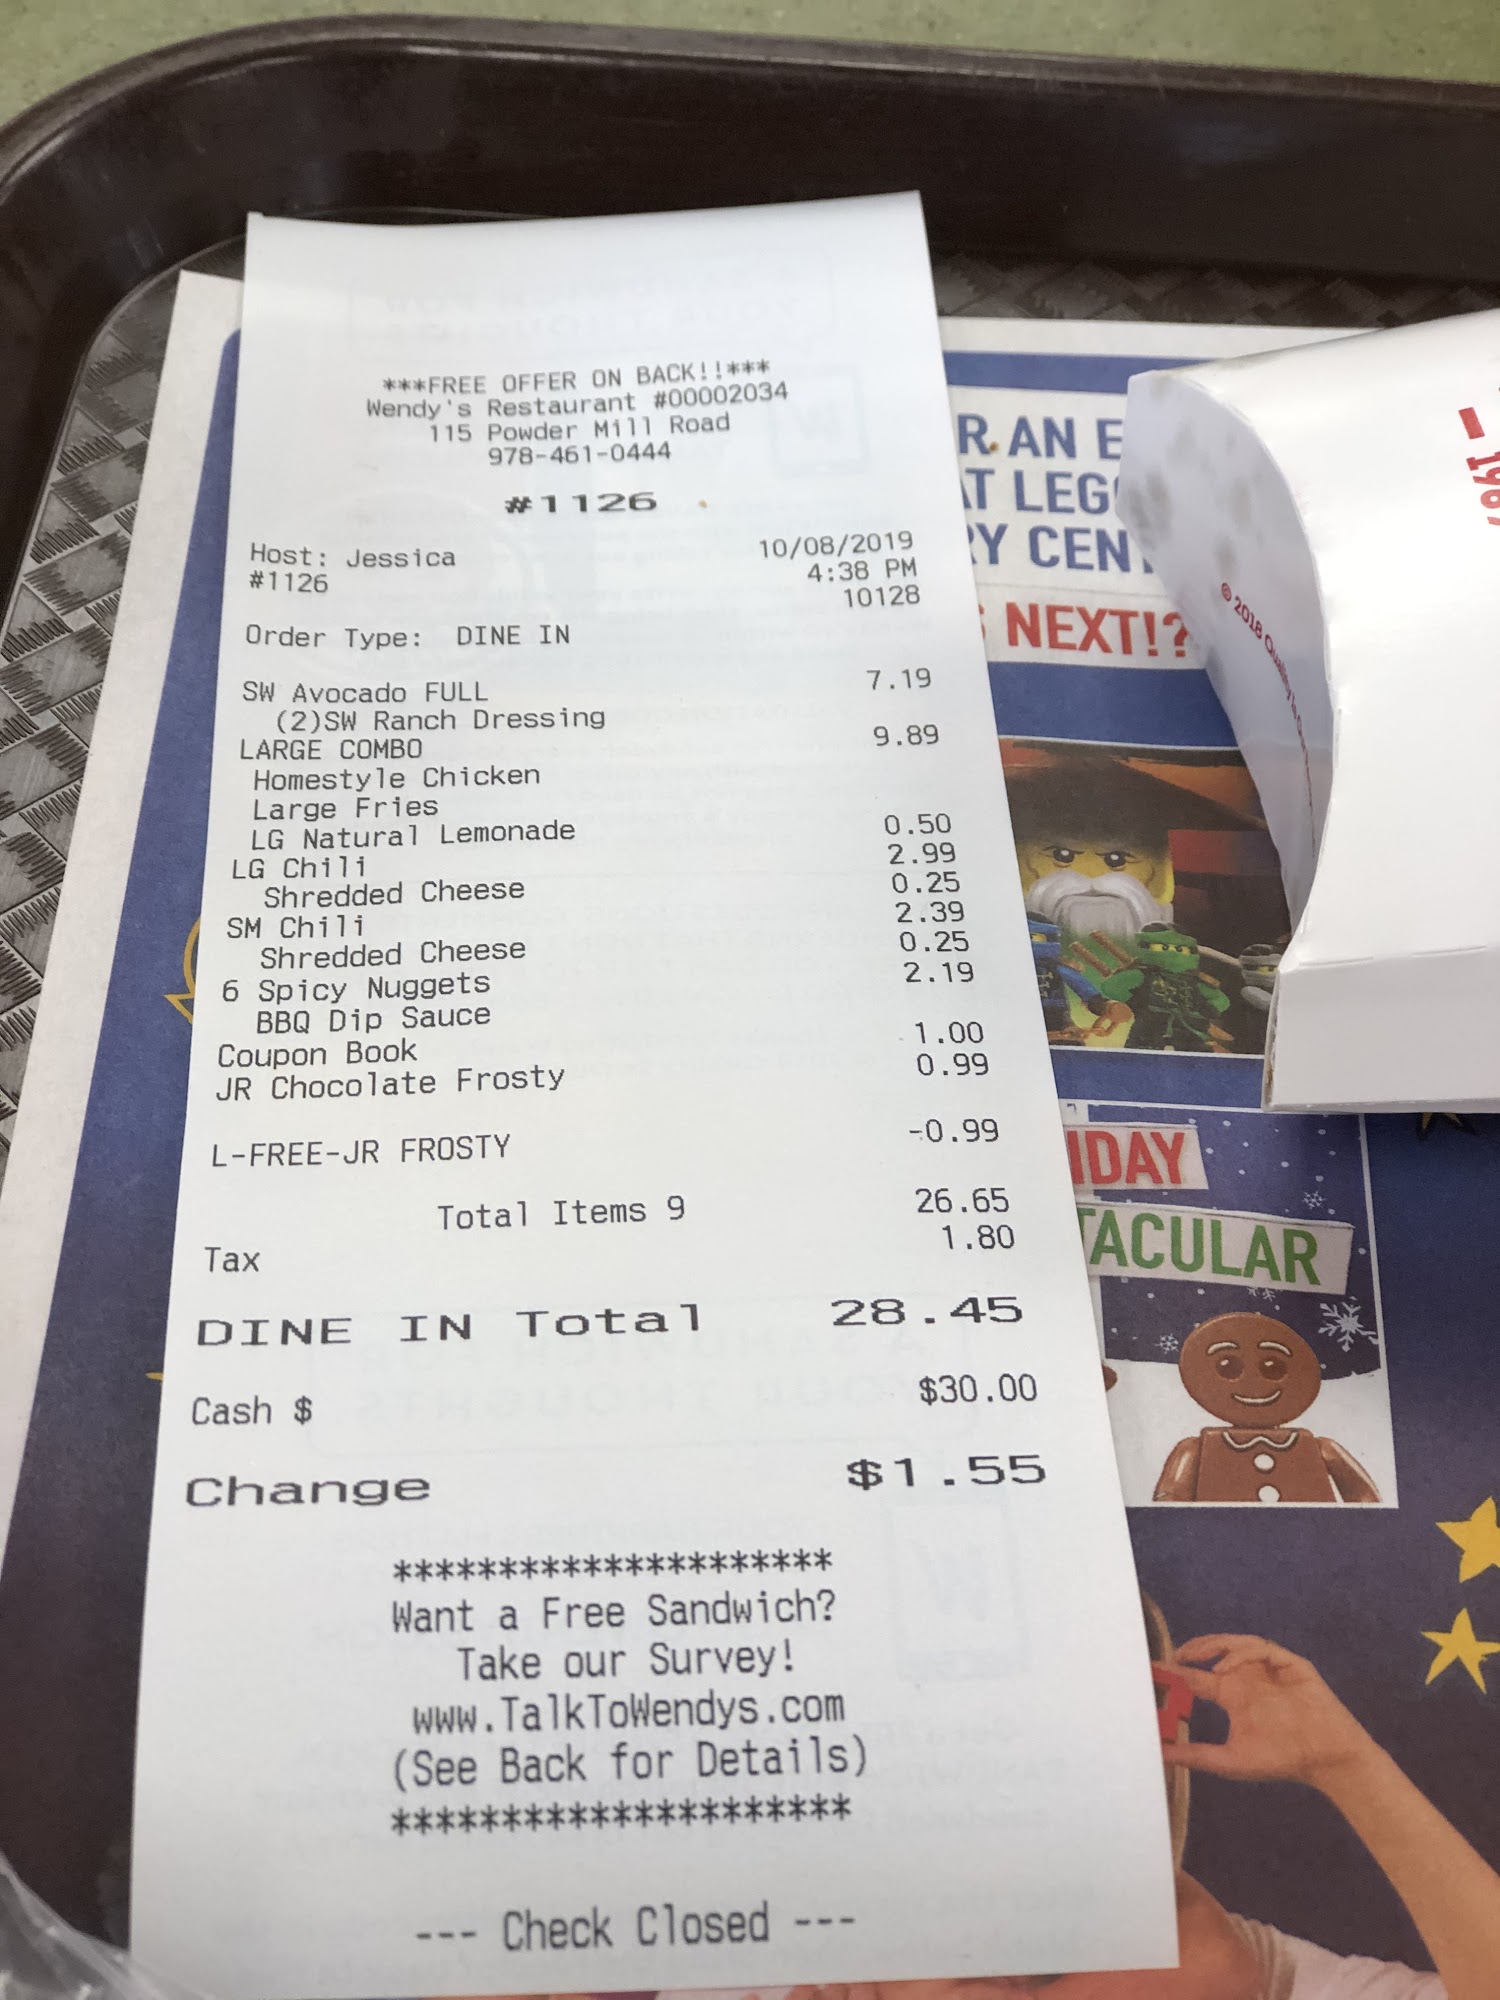 ***FREE OFFER ON BACK!!***
Wendy's Restaurant #00002034
115 Powder Mill Road
978-461-0444
#1126
Host: Jessica 10/08/2019
#1126 4:38 PM
10128
Order Type: DINE IN
SW Avocado FULL 7.19
(2)SW Ranch Dressing
LARGE COMBO 9.89
Homestyle Chicken
Large Fries
LG Natural Lemonade 0.50
LG Chili 2.99
Shredded Cheese 0.25
SM Chili 2.39
Shredded Cheese 0.25
6 Spicy Nuggets 2.19
BBQ Dip Sauce
Coupon Book 1.00
JR Chocolate Frosty 0.99
L-FREE-JR FROSTY -0.99
Total Items 9 26.65
Tax 1.80
DINE IN Total 28.45
Cash $ $30.00
Change $1.55
*********************
Want a Free Sandwich?
Take our Survey!
www.TalkToWendys.com
(See Back for Details)
*********************
--- Check Closed ---
R AN E
AT LEG
RY CEN
NEXT!?
IDAY
TACULAR
© 2018 Quality